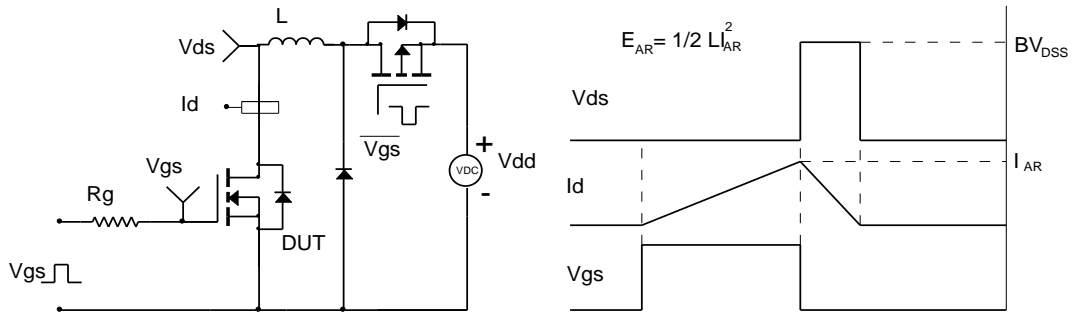 L
Vds
Id
Vgs
Rg
DUT
Vgs
Vgs
+
VDC
-
Vdd
E_AR= 1/2 LI_AR^2
Vds
BV_DSS
Id
I_AR
Vgs